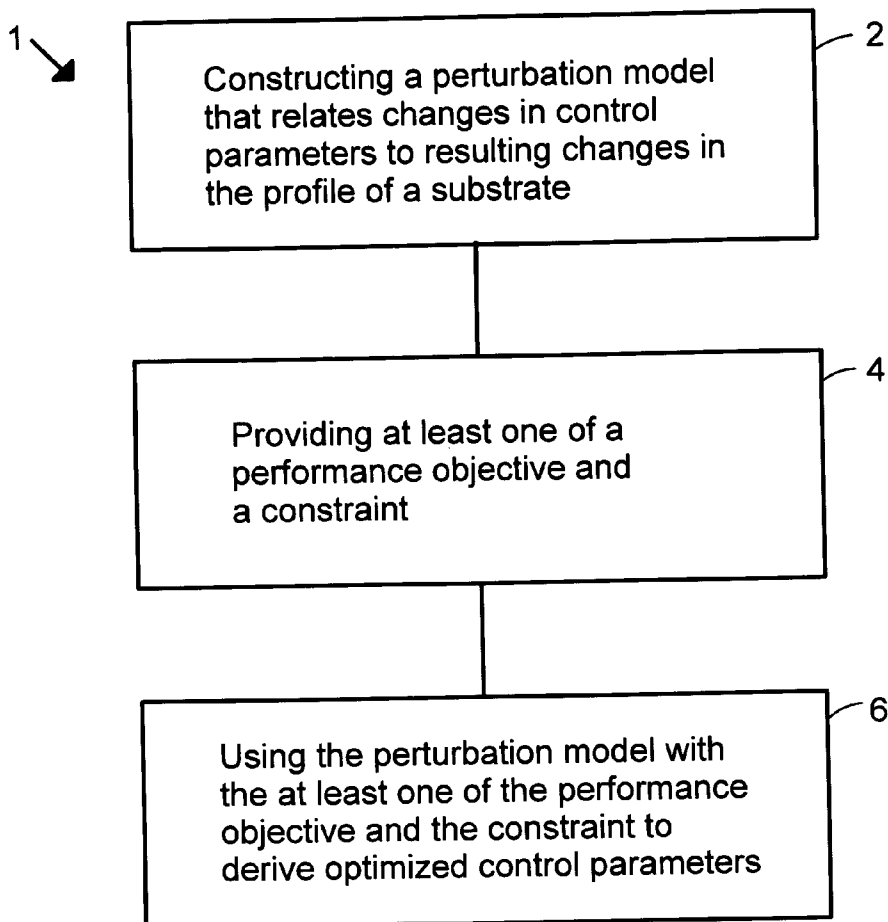 1
2
Constructing a perturbation model
that relates changes in control
parameters to resulting changes in
the profile of a substrate
4
Providing at least one of a
performance objective and
a constraint
6
Using the perturbation model with
the at least one of the performance
objective and the constraint to
derive optimized control parameters